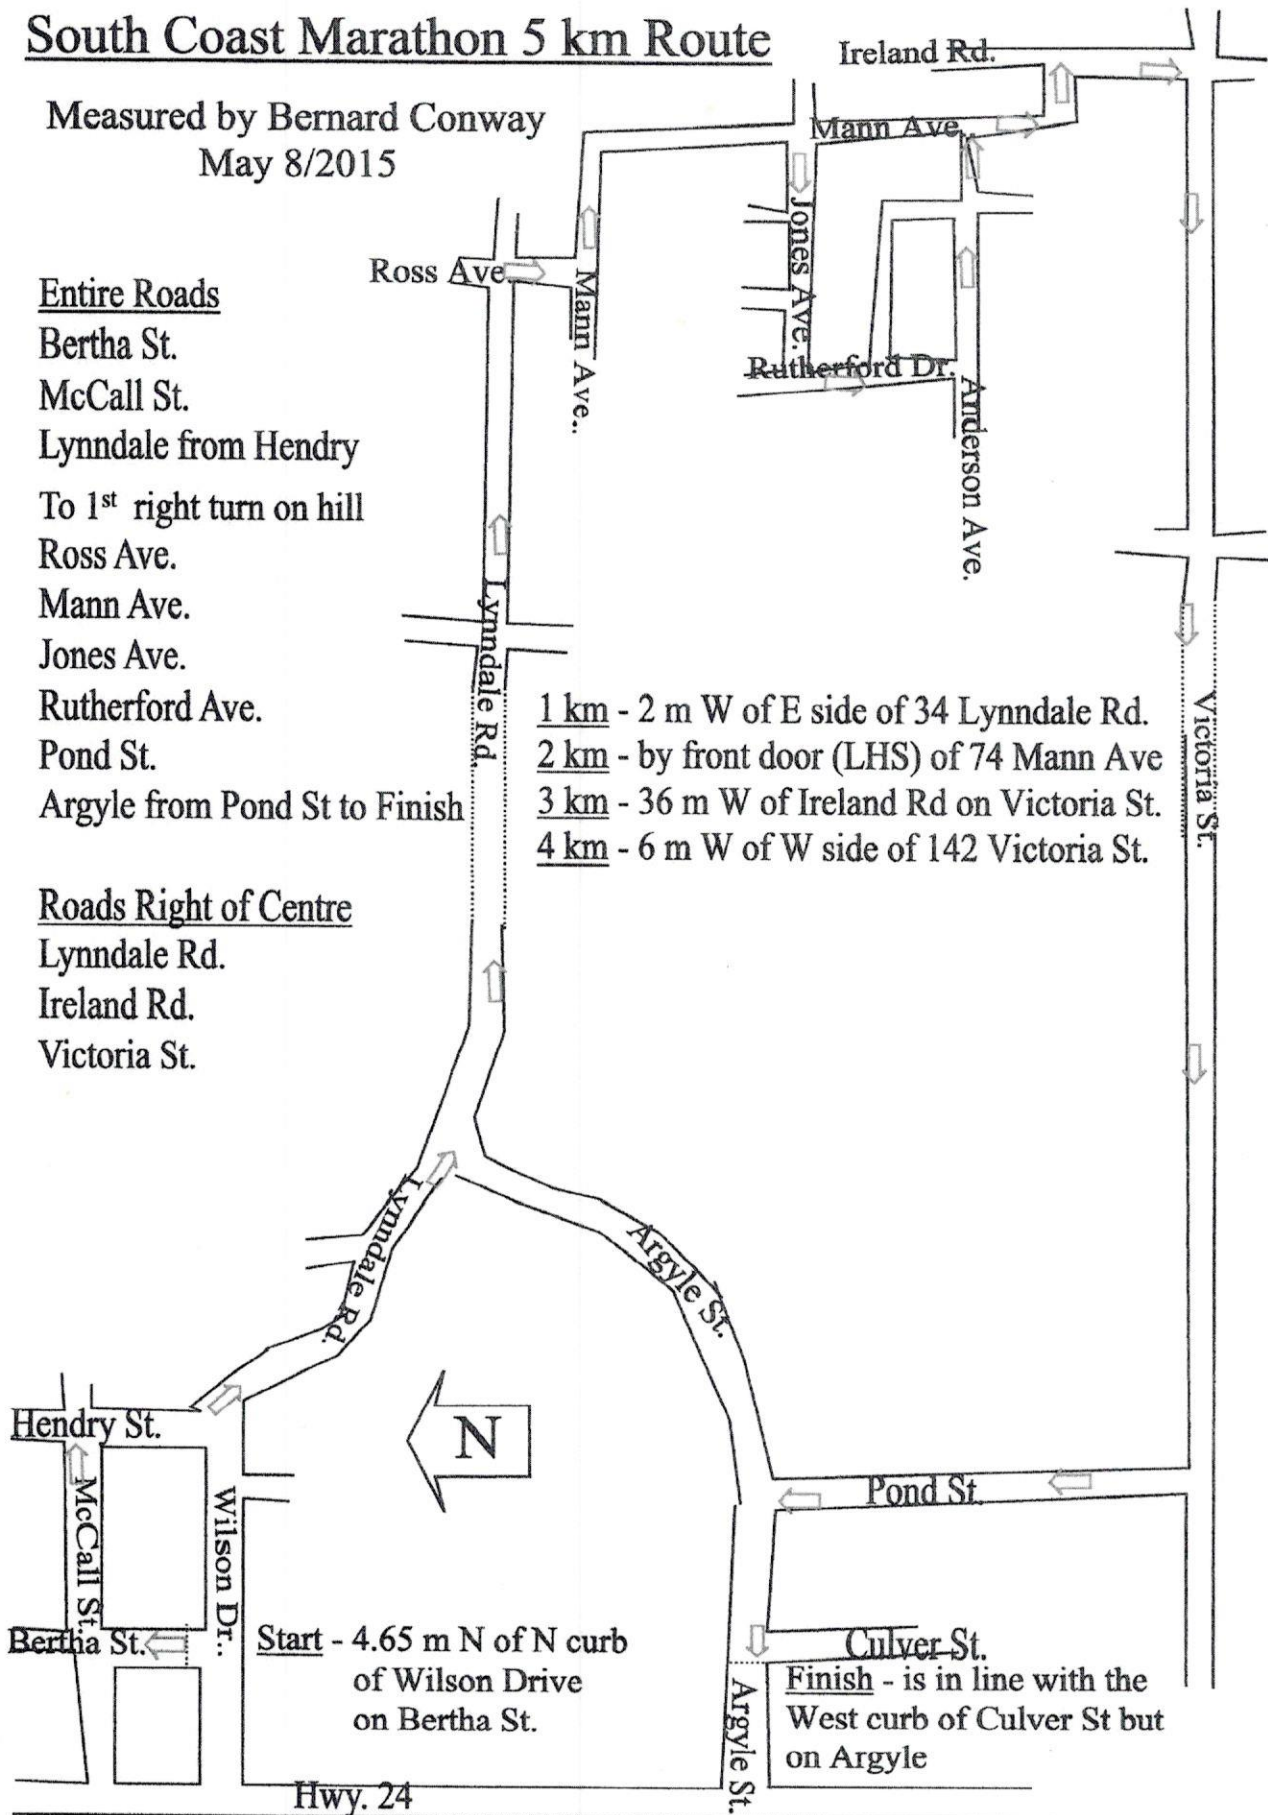 South Coast Marathon 5 km Route
Measured by Bernard Conway
May 8/2015
Ireland Rd.
Mann Ave.
Jones Ave.
Ross Ave.
Mann Ave..
Rutherford Dr.
Anderson Ave.
Entire Roads
Bertha St.
McCall St.
Lynndale from Hendry
To 1st right turn on hill
Ross Ave.
Mann Ave.
Jones Ave.
Rutherford Ave.
Pond St.
Argyle from Pond St to Finish
Roads Right of Centre
Lynndale Rd.
Ireland Rd.
Victoria St.
Lynndale Rd.
1 km - 2 m W of E side of 34 Lynndale Rd.
2 km - by front door (LHS) of 74 Mann Ave
3 km - 36 m W of Ireland Rd on Victoria St.
4 km - 6 m W of W side of 142 Victoria St.
Victoria St.
Lynndale Rd.
Argyle St.
N
Hendry St.
McCall St.
Wilson Dr..
Pond St.
Bertha St.
Start - 4.65 m N of N curb
of Wilson Drive
on Bertha St.
Culver St.
Finish - is in line with the
West curb of Culver St but
on Argyle
Argyle St.
Hwy. 24